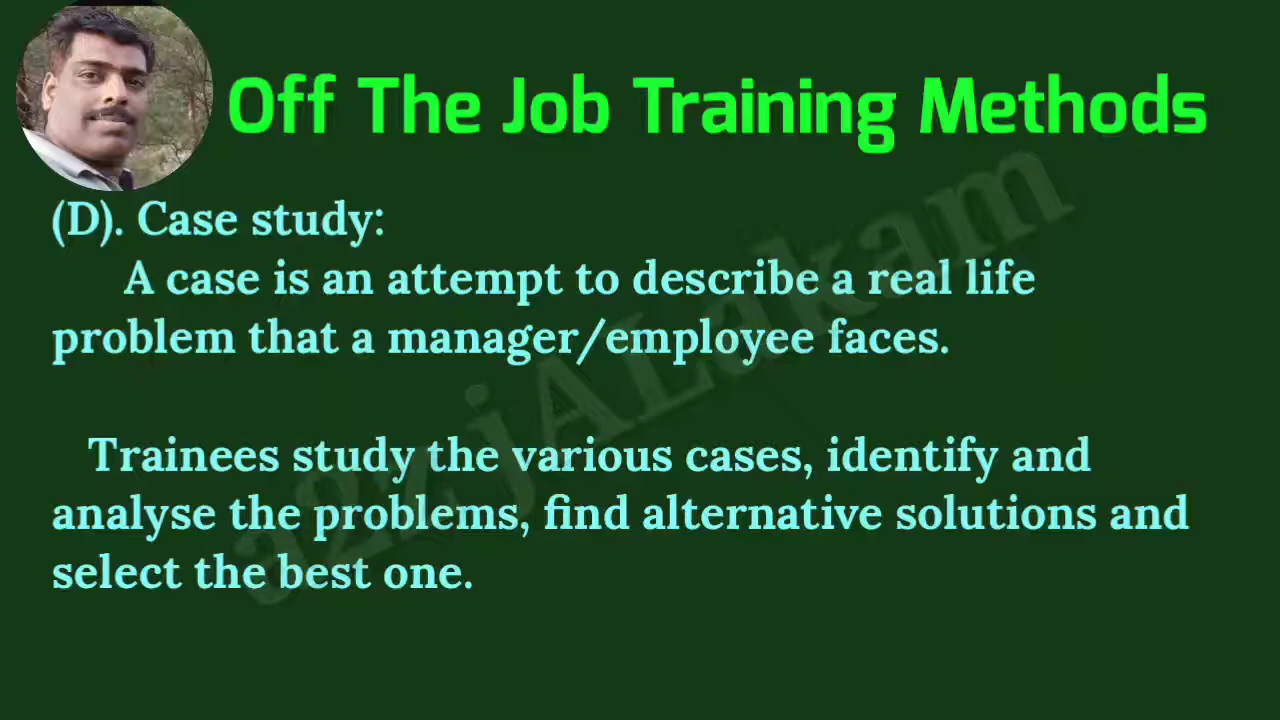 Off The Job Training Methods
(D). Case study:
A case is an attempt to describe a real life
problem that a manager/employee faces.
Trainees study the various cases, identify and
analyse the problems, find alternative solutions and
select the best one.
a2z jALakam